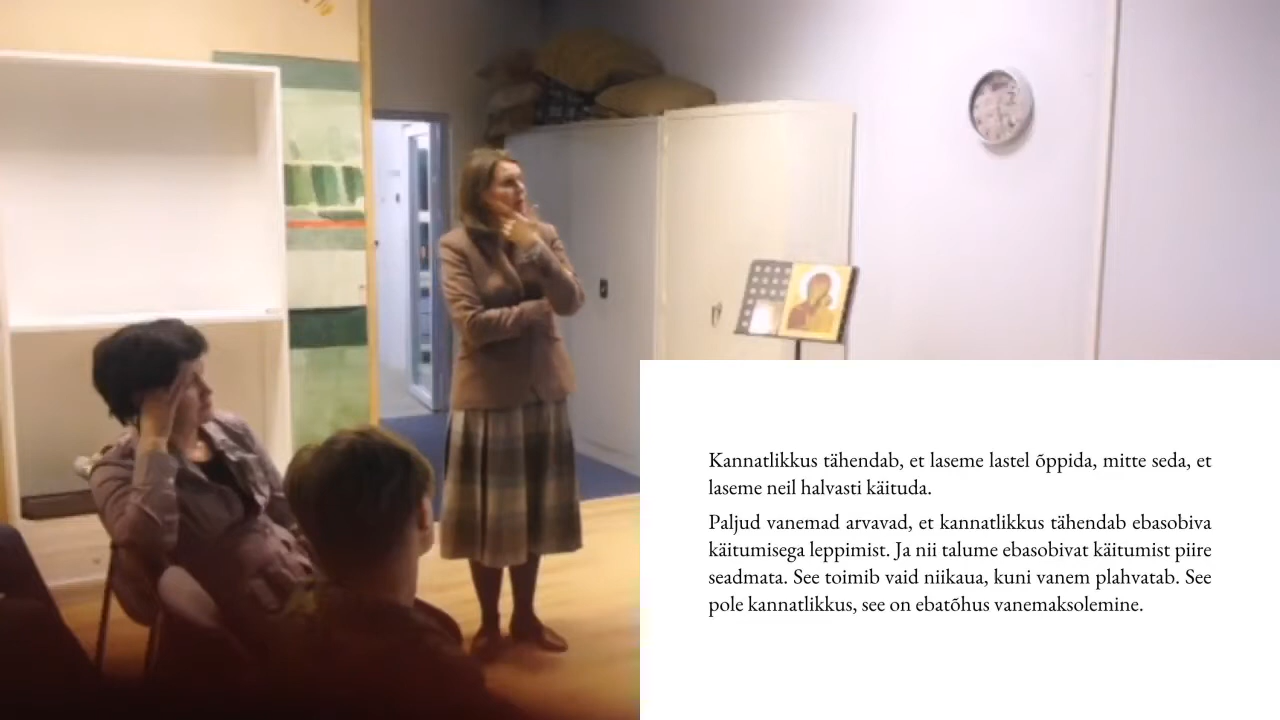 Kannatlikkus tähendab, et laseme lastel õppida, mitte seda, et
laseme neil halvasti käituda.
Paljud vanemad arvavad, et kannatlikkus tähendab ebasobiva
käitumisega leppimist. Ja nii talume ebasobivat käitumist piire
seadmata. See toimib vaid niikaua, kuni vanem plahvatab. See
pole kannatlikkus, see on ebatõhus vanemaksolemine.